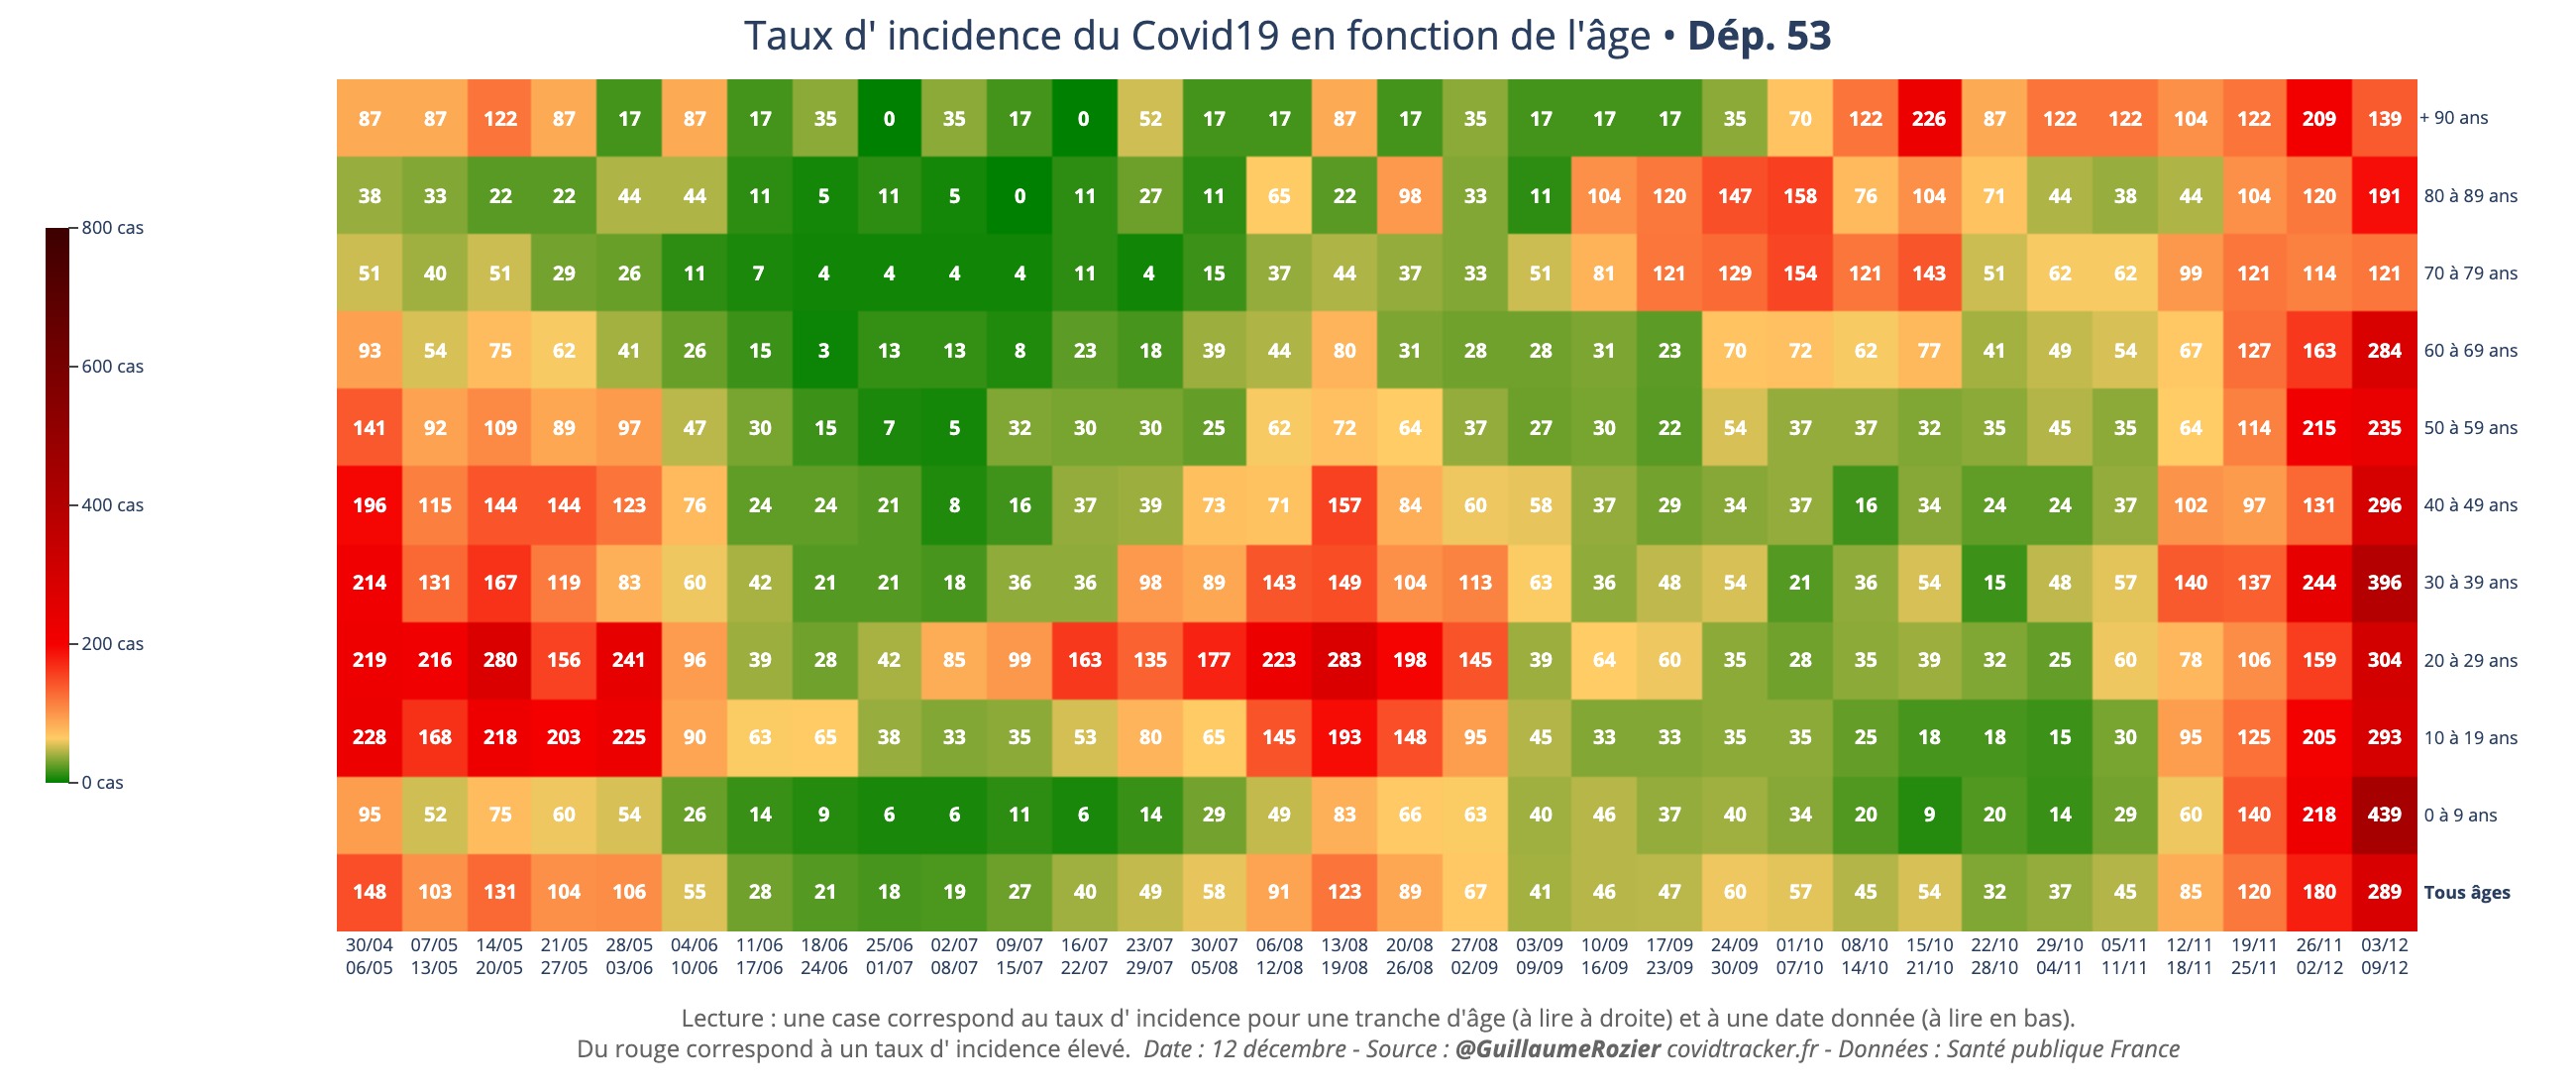 Taux d' incidence du Covid19 en fonction de l'âge • Dép. 53
800 cas
600 cas
400 cas
200 cas
0 cas
87 87 122 87 17 87 17 35 0 35 17 0 52 17 17 87 17 35 17 17 17 35 70 122 226 87 122 122 104 122 209 139 + 90 ans
38 33 22 22 44 44 11 5 11 5 0 11 27 11 65 22 98 33 11 104 120 147 158 76 104 71 44 38 44 104 120 191 80 à 89 ans
51 40 51 29 26 11 7 4 4 4 4 11 4 15 37 44 37 33 51 81 121 129 154 121 143 51 62 62 99 121 114 121 70 à 79 ans
93 54 75 62 41 26 15 3 13 13 8 23 18 39 44 80 31 28 28 31 23 70 72 62 77 41 49 54 67 127 163 284 60 à 69 ans
141 92 109 89 97 47 30 15 7 5 32 30 30 25 62 72 64 37 27 30 22 54 37 37 32 35 45 35 64 114 215 235 50 à 59 ans
196 115 144 144 123 76 24 24 21 8 16 37 39 73 71 157 84 60 58 37 29 34 37 16 34 24 24 37 102 97 131 296 40 à 49 ans
214 131 167 119 83 60 42 21 21 18 36 36 98 89 143 149 104 113 63 36 48 54 21 36 54 15 48 57 140 137 244 396 30 à 39 ans
219 216 280 156 241 96 39 28 42 85 99 163 135 177 223 283 198 145 39 64 60 35 28 35 39 32 25 60 78 106 159 304 20 à 29 ans
228 168 218 203 225 90 63 65 38 33 35 53 80 65 145 193 148 95 45 33 33 35 35 25 18 18 15 30 95 125 205 293 10 à 19 ans
95 52 75 60 54 26 14 9 6 6 11 6 14 29 49 83 66 63 40 46 37 40 34 20 9 20 14 29 60 140 218 439 0 à 9 ans
148 103 131 104 106 55 28 21 18 19 27 40 49 58 91 123 89 67 41 46 47 60 57 45 54 32 37 45 85 120 180 289 Tous âges
30/04 07/05 14/05 21/05 28/05 04/06 11/06 18/06 25/06 02/07 09/07 16/07 23/07 30/07 06/08 13/08 20/08 27/08 03/09 10/09 17/09 24/09 01/10 08/10 15/10 22/10 29/10 05/11 12/11 19/11 26/11 03/12
06/05 13/05 20/05 27/05 03/06 10/06 17/06 24/06 01/07 08/07 15/07 22/07 29/07 05/08 12/08 19/08 26/08 02/09 09/09 16/09 23/09 30/09 07/10 14/10 21/10 28/10 04/11 11/11 18/11 25/11 02/12 09/12
Lecture : une case correspond au taux d' incidence pour une tranche d'âge (à lire à droite) et à une date donnée (à lire en bas).
Du rouge correspond à un taux d' incidence élevé. Date : 12 décembre - Source : @GuillaumeRozier covidtracker.fr - Données : Santé publique France